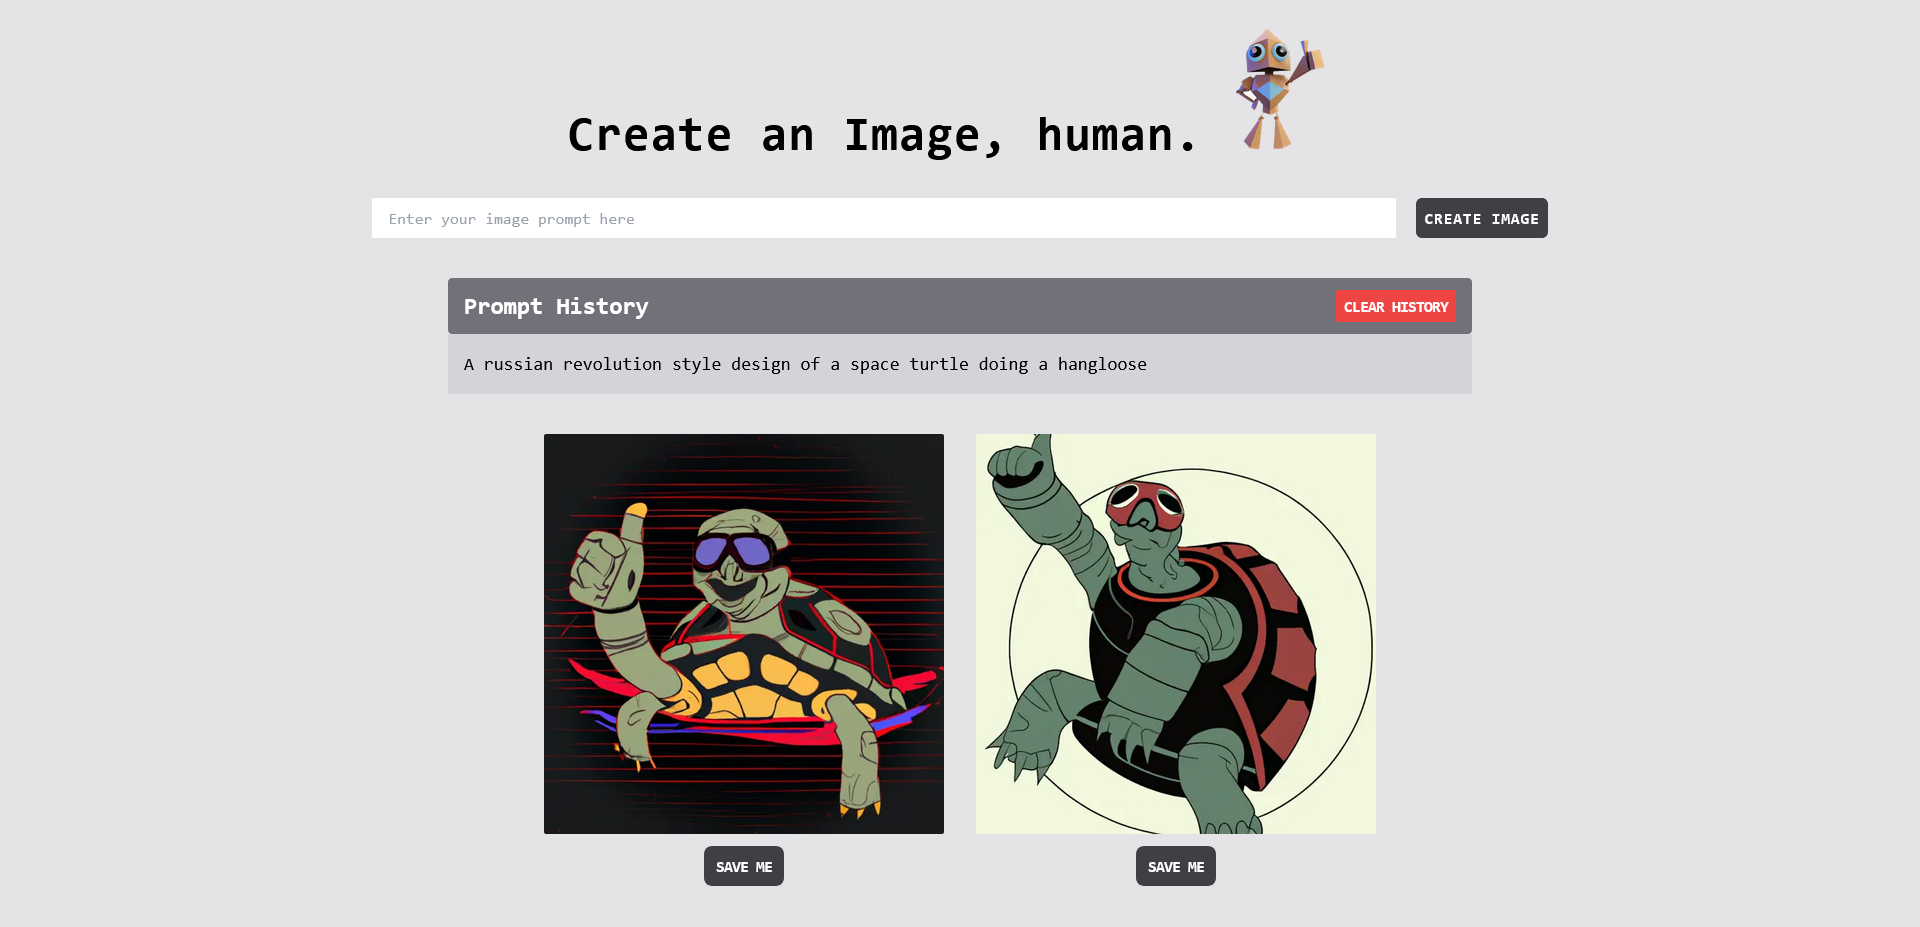 Create an Image, human.
Enter your image prompt here
CREATE IMAGE
Prompt History
CLEAR HISTORY
A russian revolution style design of a space turtle doing a hangloose
SAVE ME
SAVE ME